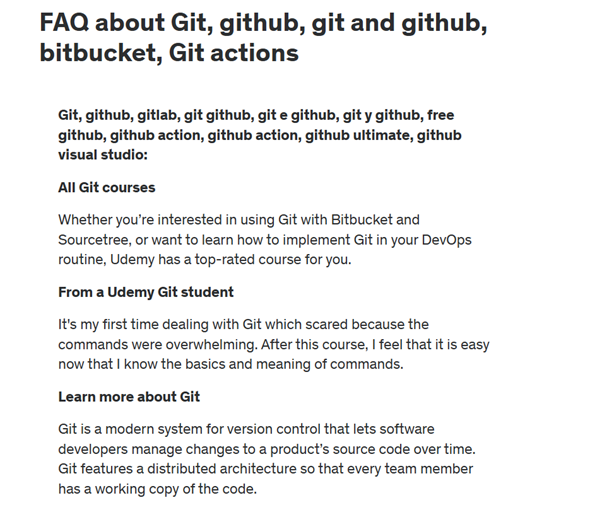 FAQ about Git, github, git and github,
bitbucket, Git actions
Git, github, gitlab, git github, git e github, git y github, free
github, github action, github action, github ultimate, github
visual studio:
All Git courses
Whether you're interested in using Git with Bitbucket and
Sourcetree, or want to learn how to implement Git in your DevOps
routine, Udemy has a top-rated course for you.
From a Udemy Git student
It's my first time dealing with Git which scared because the
commands were overwhelming. After this course, I feel that it is easy
now that I know the basics and meaning of commands.
Learn more about Git
Git is a modern system for version control that lets software
developers manage changes to a product's source code over time.
Git features a distributed architecture so that every team member
has a working copy of the code.